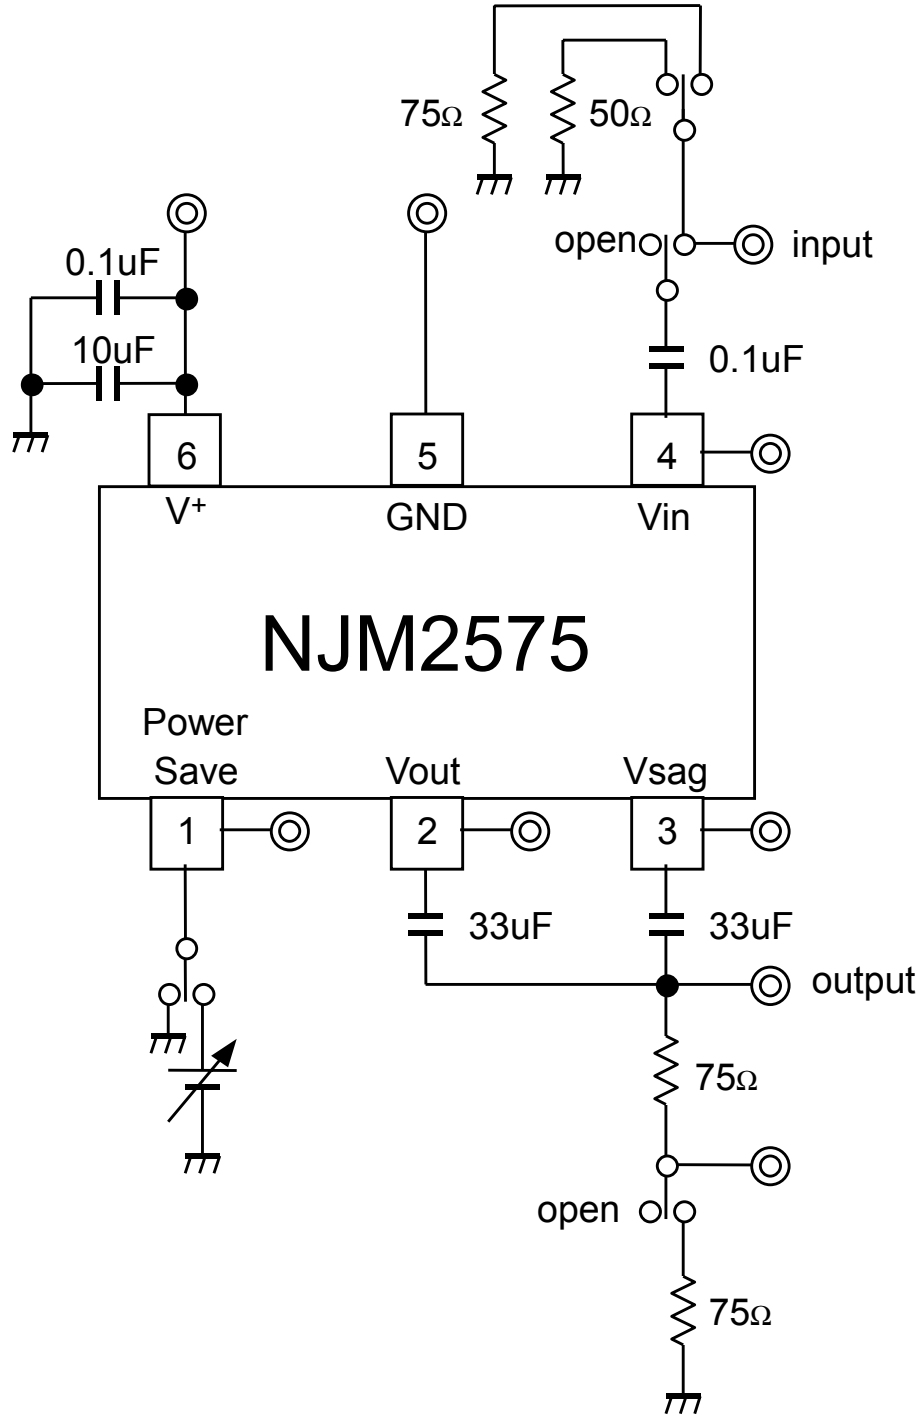 75Ω
50Ω
open
input
0.1uF
10uF
0.1uF
6
5
4
V+
GND
Vin
NJM2575
Power
Save
Vout
Vsag
1
2
3
33uF
33uF
output
75Ω
open
75Ω